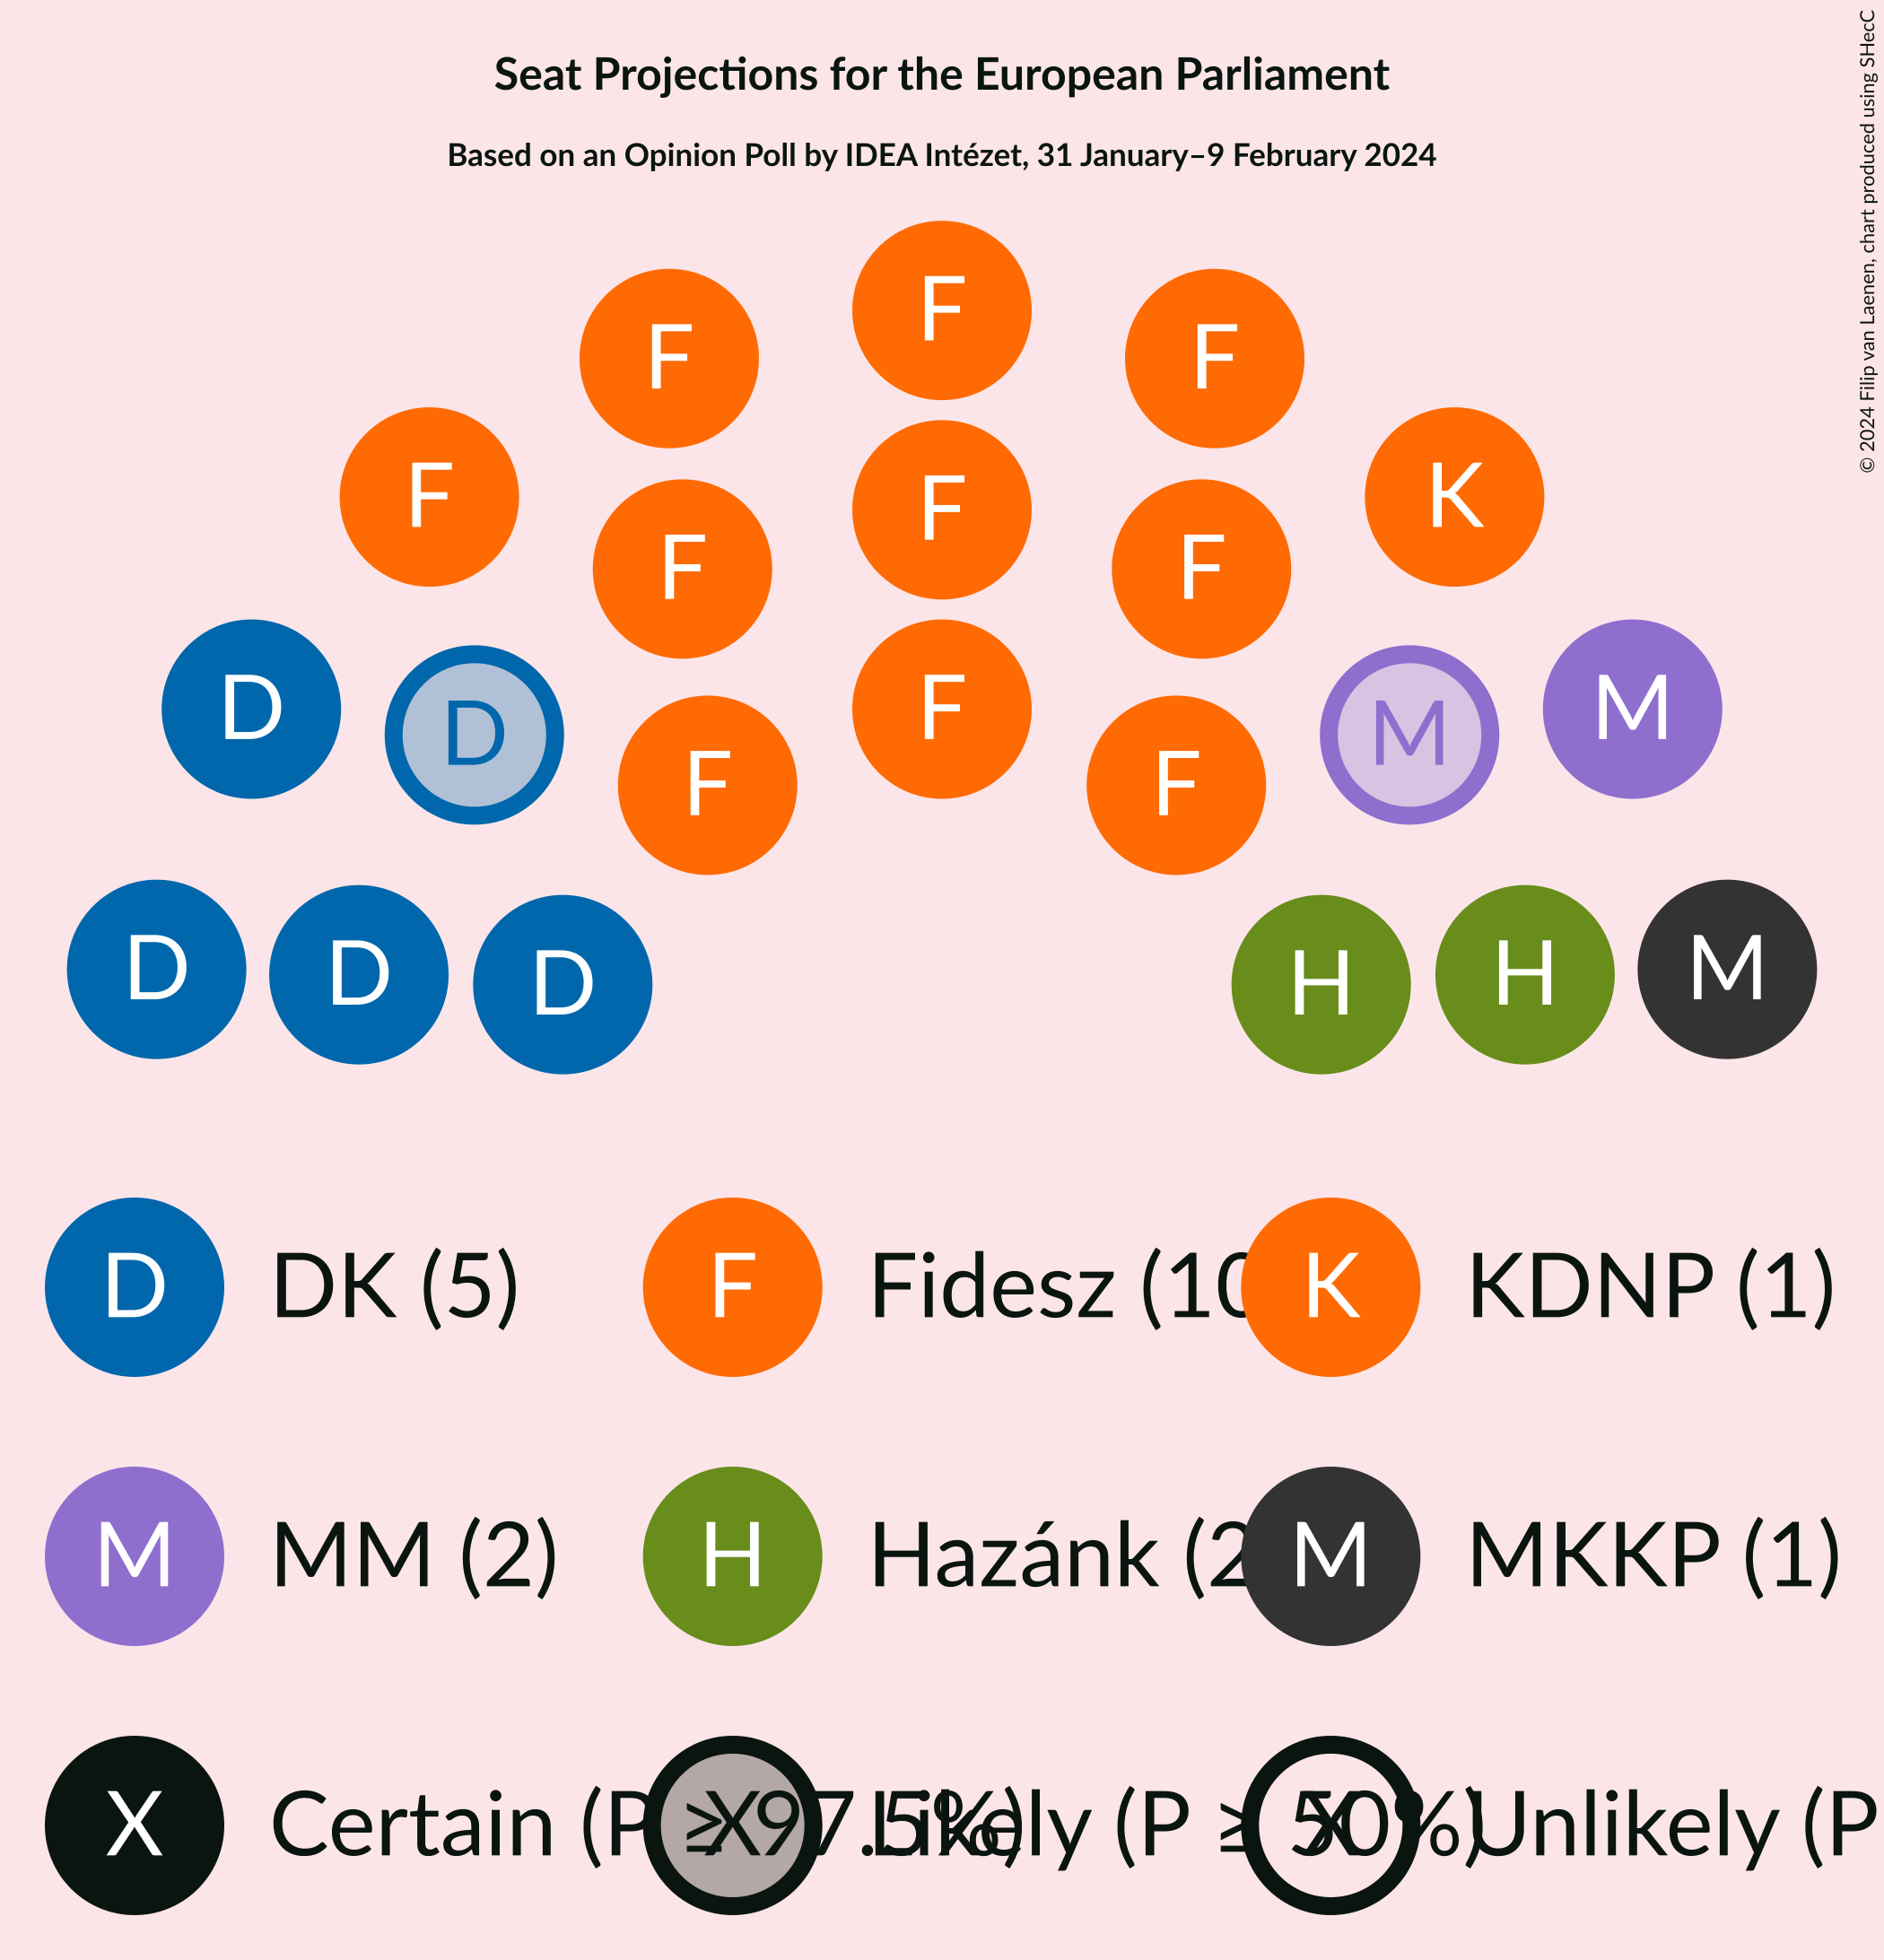 Seat Projections for the European Parliament
Based on an Opinion Poll by IDEA Intézet, 31 January–9 February 2024
© 2024 Filip van Laenen, chart produced using SHecC
F
F F
F K
F
F F
D M
D M
F
F F
D D D H H M
D DK (5) F Fidesz (10 K KDNP (1)
M MM (2) H Hazánk (2 M MKKP (1)
X Certain (P ≥ 97.5%) X Likely (P ≥ 50%) X Unlikely (P